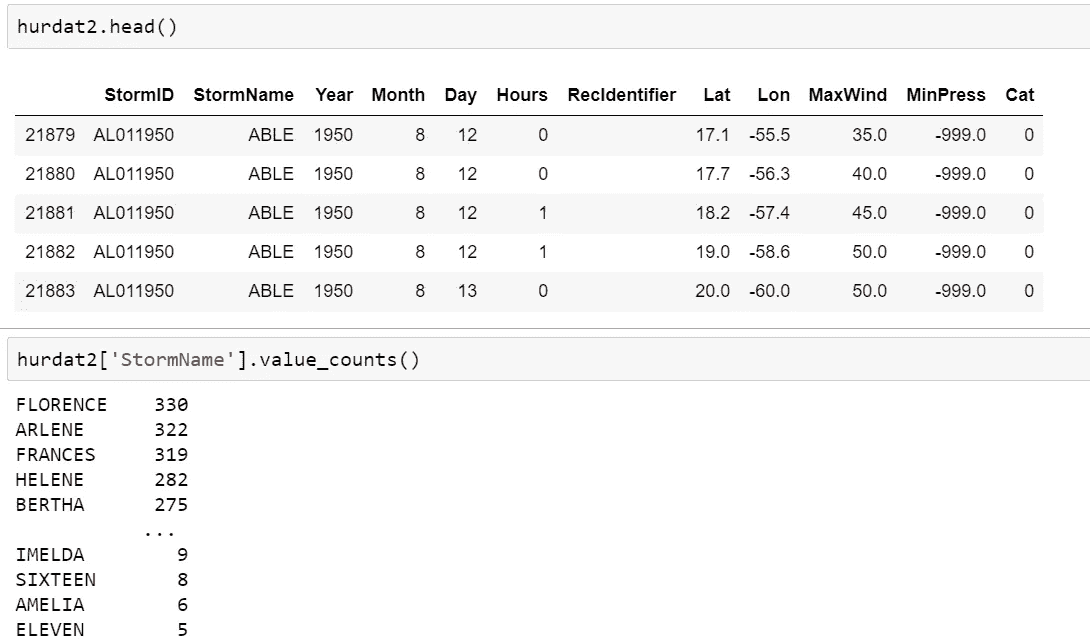 hurdat2.head()
StormID StormName Year Month Day Hours RecIdentifier Lat Lon MaxWind MinPress Cat
21879 AL011950 ABLE 1950 8 12 0 17.1 -55.5 35.0 -999.0 0
21880 AL011950 ABLE 1950 8 12 0 17.7 -56.3 40.0 -999.0 0
21881 AL011950 ABLE 1950 8 12 1 18.2 -57.4 45.0 -999.0 0
21882 AL011950 ABLE 1950 8 12 1 19.0 -58.6 50.0 -999.0 0
21883 AL011950 ABLE 1950 8 13 0 20.0 -60.0 50.0 -999.0 0
hurdat2['StormName'].value_counts()
FLORENCE 330
ARLENE 322
FRANCES 319
HELENE 282
BERTHA 275
...
IMELDA 9
SIXTEEN 8
AMELIA 6
ELEVEN 5